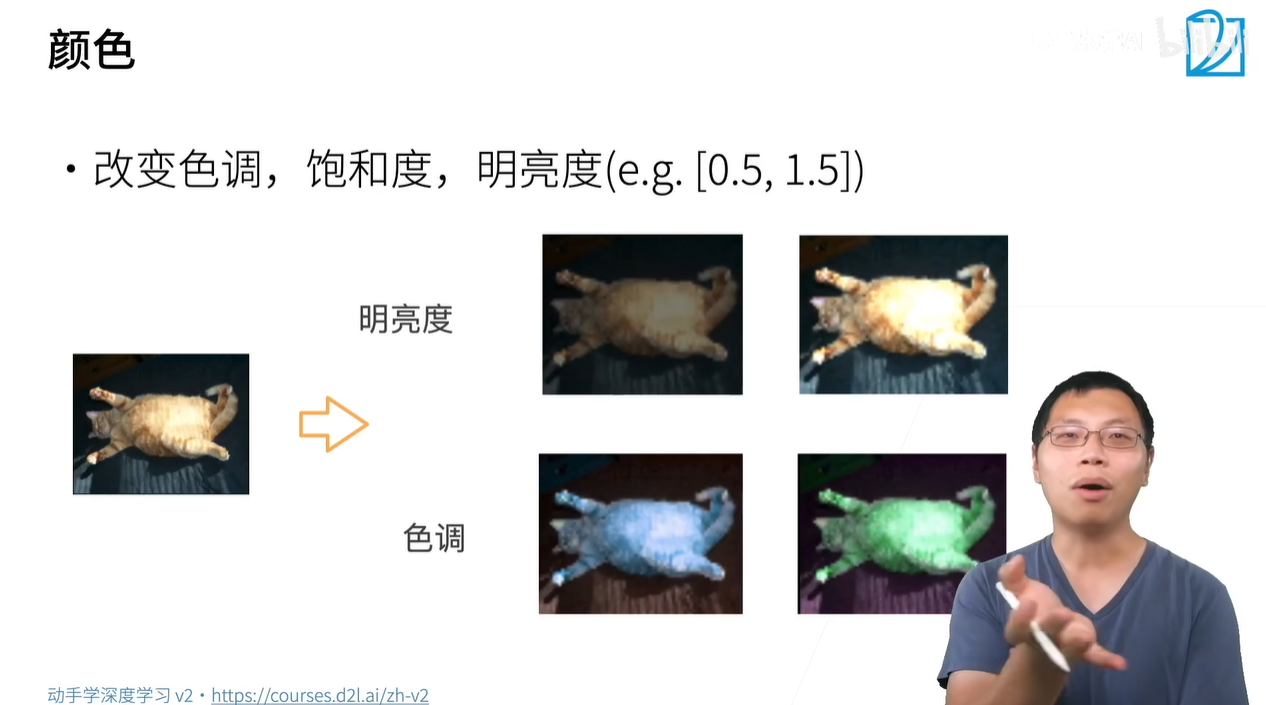 颜色
bilibili
• 改变色调，饱和度，明亮度(e.g. [0.5, 1.5])
明亮度
色调
动手学深度学习 v2 • https://courses.d2l.ai/zh-v2